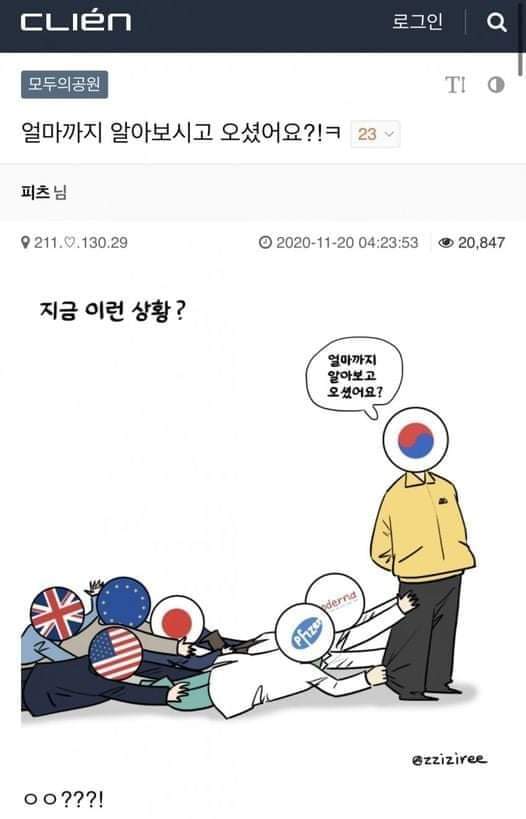 CLIÉN
로그인
모두의공원
T!
얼마까지 알아보시고 오셨어요?!ㅋ 23
피츠 님
211.♡.130.29 2020-11-20 04:23:53 20,847
지금 이런 상황?
얼마까지
알아보고
오셨어요?
moderna
Pfizer
@zziziree
ㅇㅇ???!